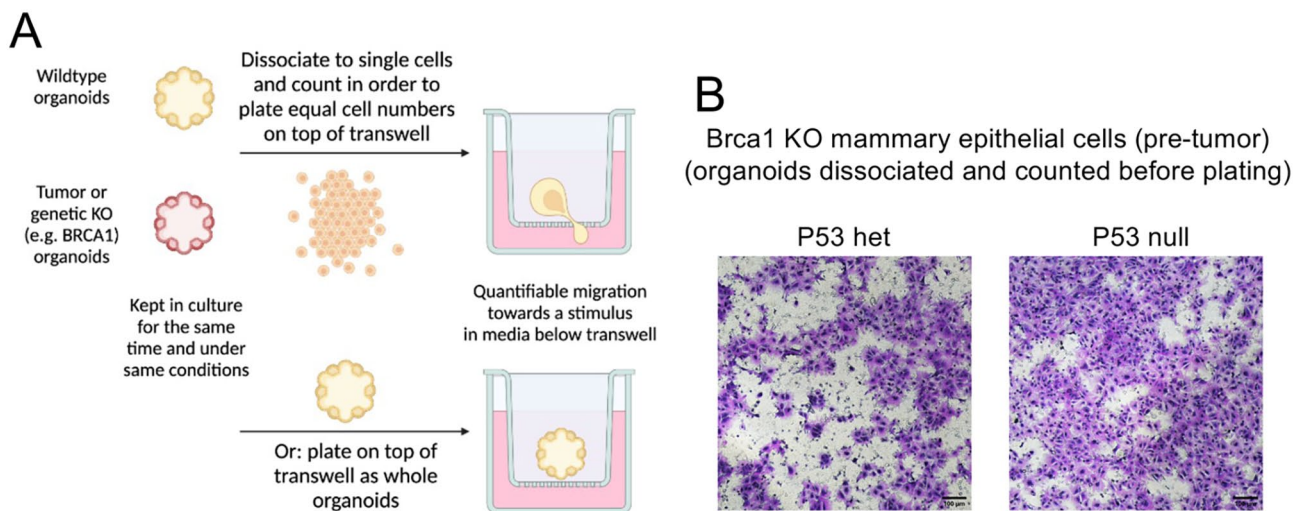 A
Wildtype
organoids
Dissociate to single cells
and count in order to
plate equal cell numbers
on top of transwell
Tumor or
genetic KO
(e.g. BRCA1)
organoids
Kept in culture
for the same
time and under
same conditions
Quantifiable migration
towards a stimulus
in media below transwell
Or: plate on top of
transwell as whole
organoids
B
Brca1 KO mammary epithelial cells (pre-tumor)
(organoids dissociated and counted before plating)
P53 het
P53 null
100 µm